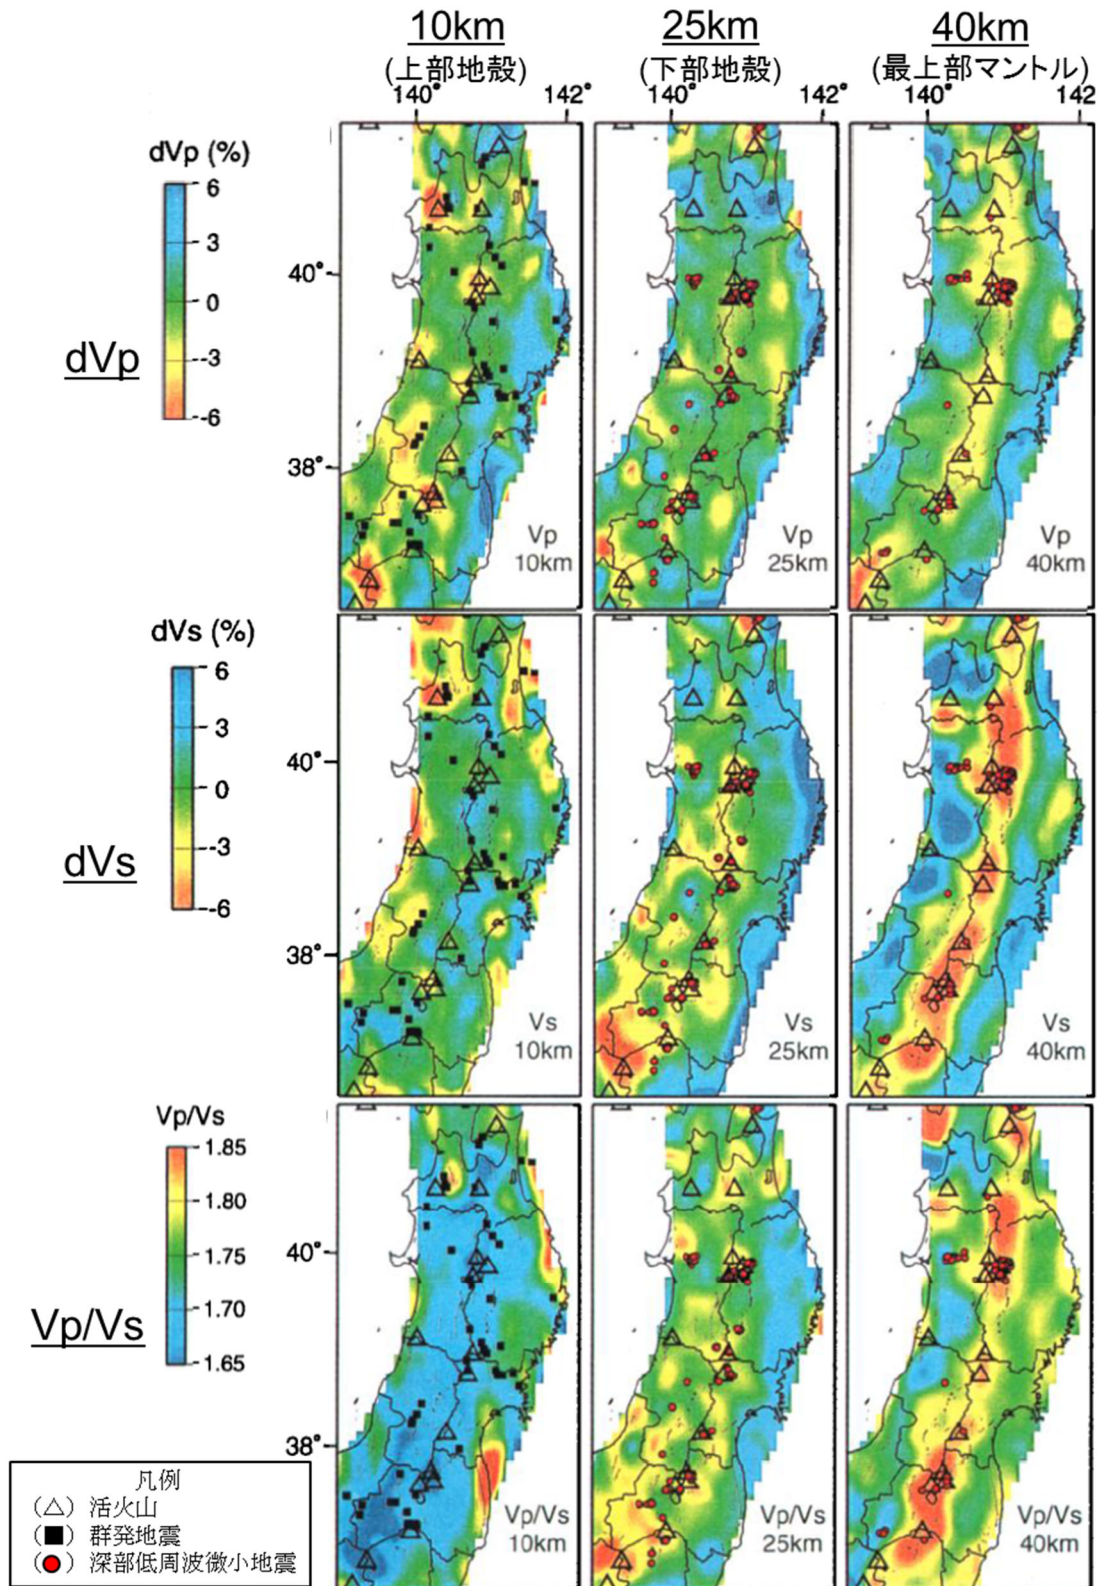 10km
25km
40km
(上部地殻)
(下部地殻)
(最上部マントル)
140°
142°
140°
142°
140°
142
dVp (%)
6
3
0
-3
-6
dVp
40°
38°
Vp
10km
Vp
25km
Vp
40km
dVs (%)
6
3
0
-3
-6
dVs
40°
38°
Vs
10km
Vs
25km
Vs
40km
Vp/Vs
1.85
1.80
1.75
1.70
1.65
Vp/Vs
40°
38°
Vp/Vs
10km
Vp/Vs
25km
Vp/Vs
40km
凡例
(△) 活火山
(■) 群発地震
(●) 深部低周波微小地震